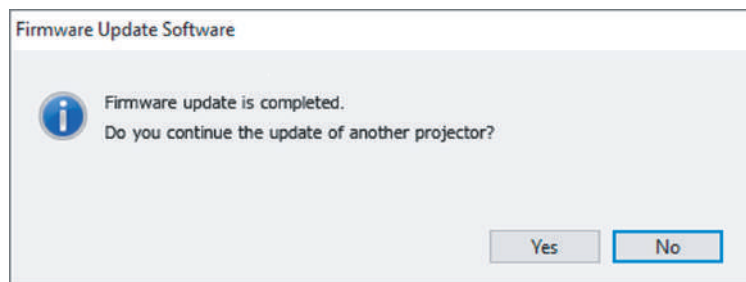 Firmware Update Software
Firmware update is completed.
Do you continue the update of another projector?
Yes No